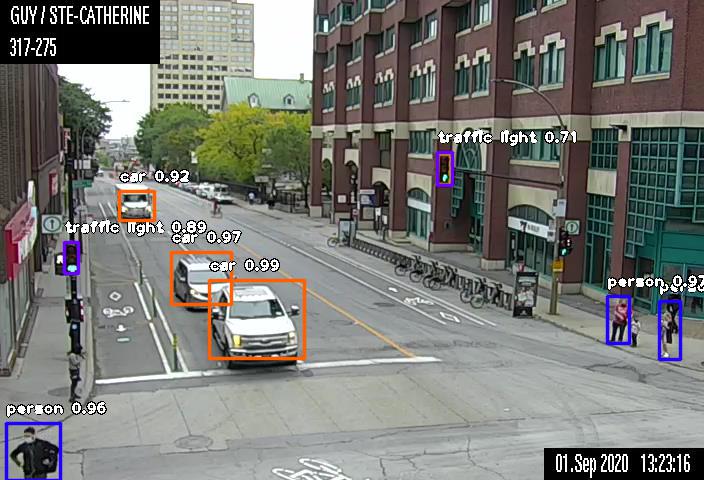 GUY / STE-CATHERINE
317-275
traffic light 0.71
car 0.92
traffic light 0.89
car 0.97
car 0.99
person 0.97
person 0.96
01.Sep 2020 13:23:16